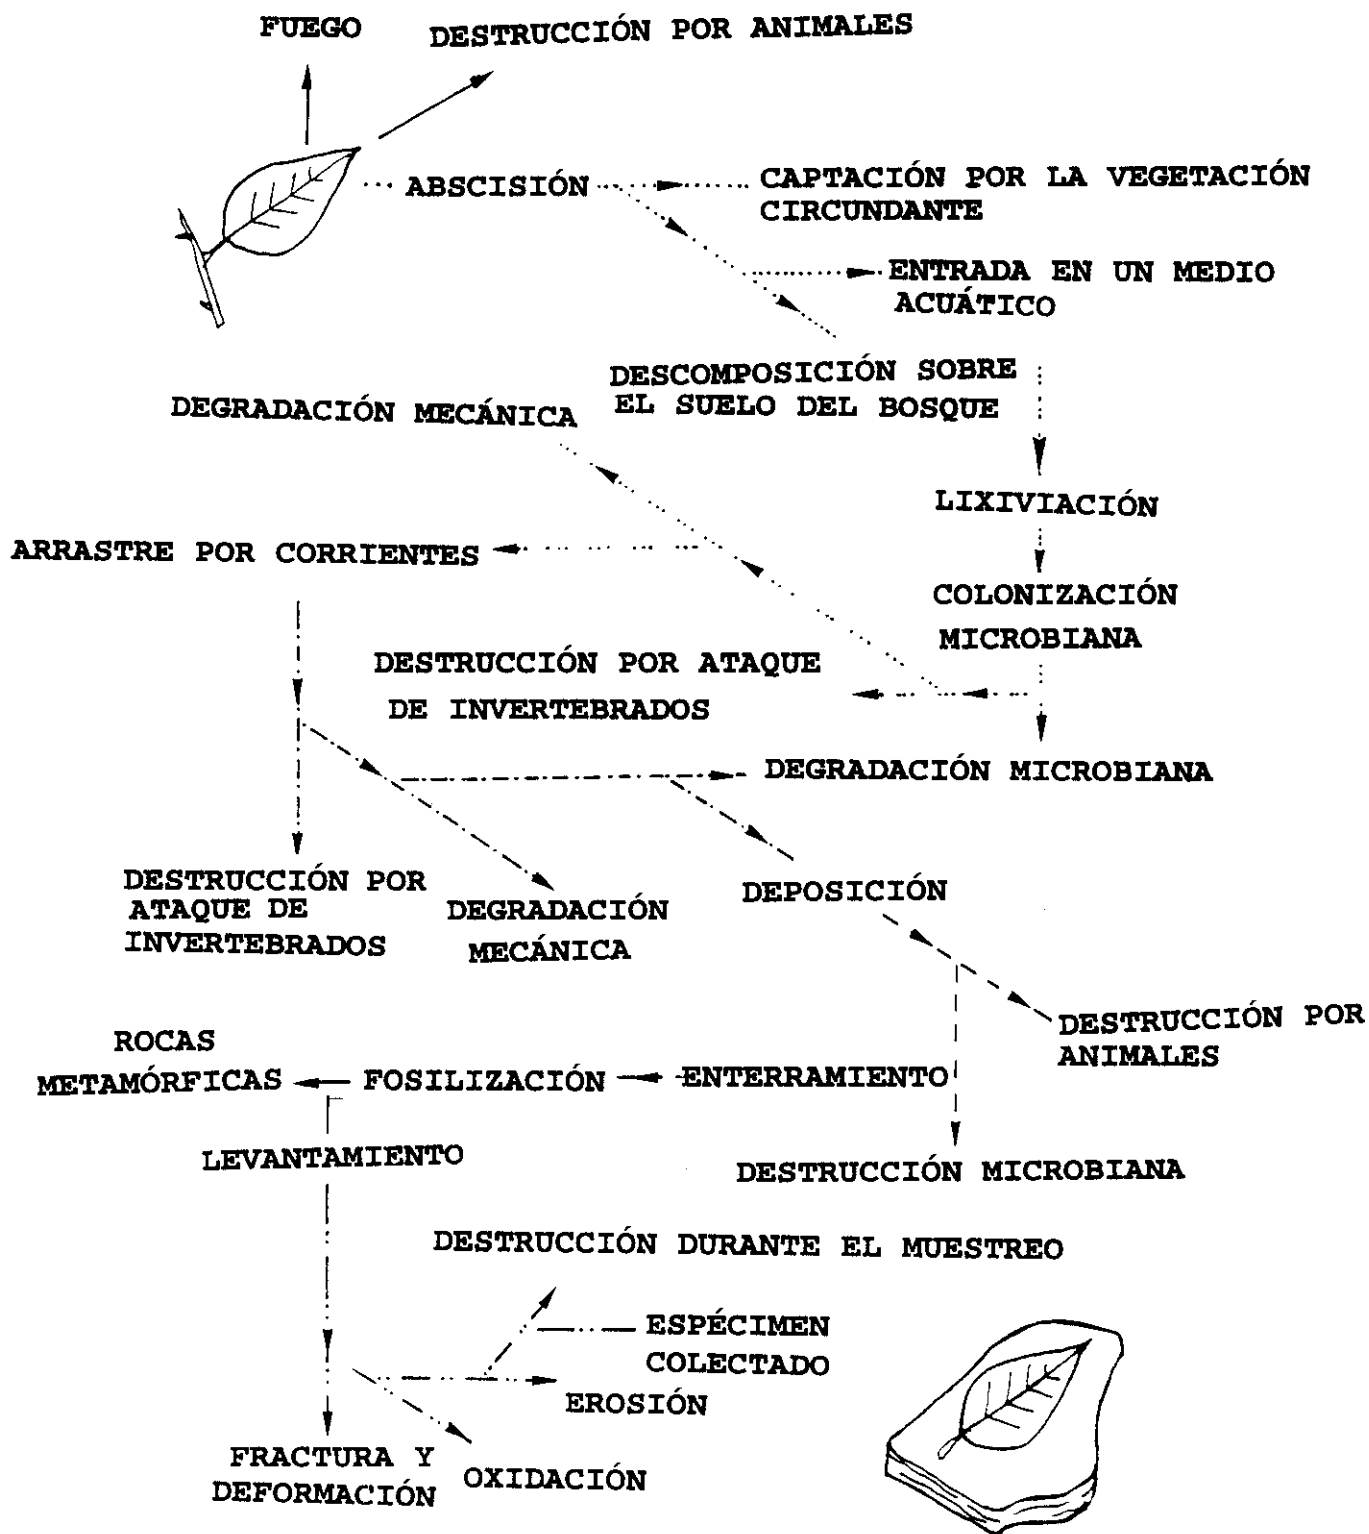 FUEGO
DESTRUCCIÓN POR ANIMALES
ABSCISIÓN
CAPTACIÓN POR LA VEGETACIÓN
CIRCUNDANTE
ENTRADA EN UN MEDIO
ACUÁTICO
DESCOMPOSICIÓN SOBRE
EL SUELO DEL BOSQUE
DEGRADACIÓN MECÁNICA
LIXIVIACIÓN
ARRASTRE POR CORRIENTES
COLONIZACIÓN
MICROBIANA
DESTRUCCIÓN POR ATAQUE
DE INVERTEBRADOS
DEGRADACIÓN MICROBIANA
DESTRUCCIÓN POR
ATAQUE DE
INVERTEBRADOS
DEGRADACIÓN
MECÁNICA
DEPOSICIÓN
DESTRUCCIÓN POR
ANIMALES
ROCAS
METAMÓRFICAS
FOSILIZACIÓN
ENTERRAMIENTO
LEVANTAMIENTO
DESTRUCCIÓN MICROBIANA
DESTRUCCIÓN DURANTE EL MUESTREO
ESPÉCIMEN
COLECTADO
EROSIÓN
FRACTURA Y
DEFORMACIÓN
OXIDACIÓN